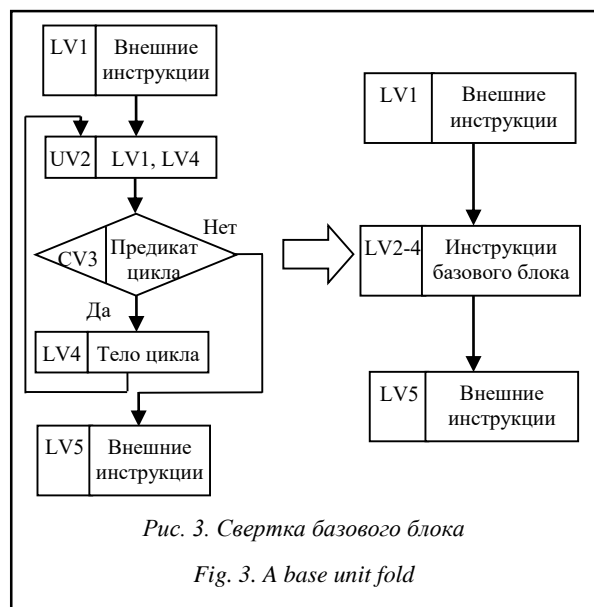 LV1 Внешние
инструкции
UV2 LV1, LV4
CV3 Предикат
цикла
Нет
Да
LV4 Тело цикла
LV5 Внешние
инструкции
LV1 Внешние
инструкции
LV2-4 Инструкции
базового блока
LV5 Внешние
инструкции
Рис. 3. Свертка базового блока
Fig. 3. A base unit fold